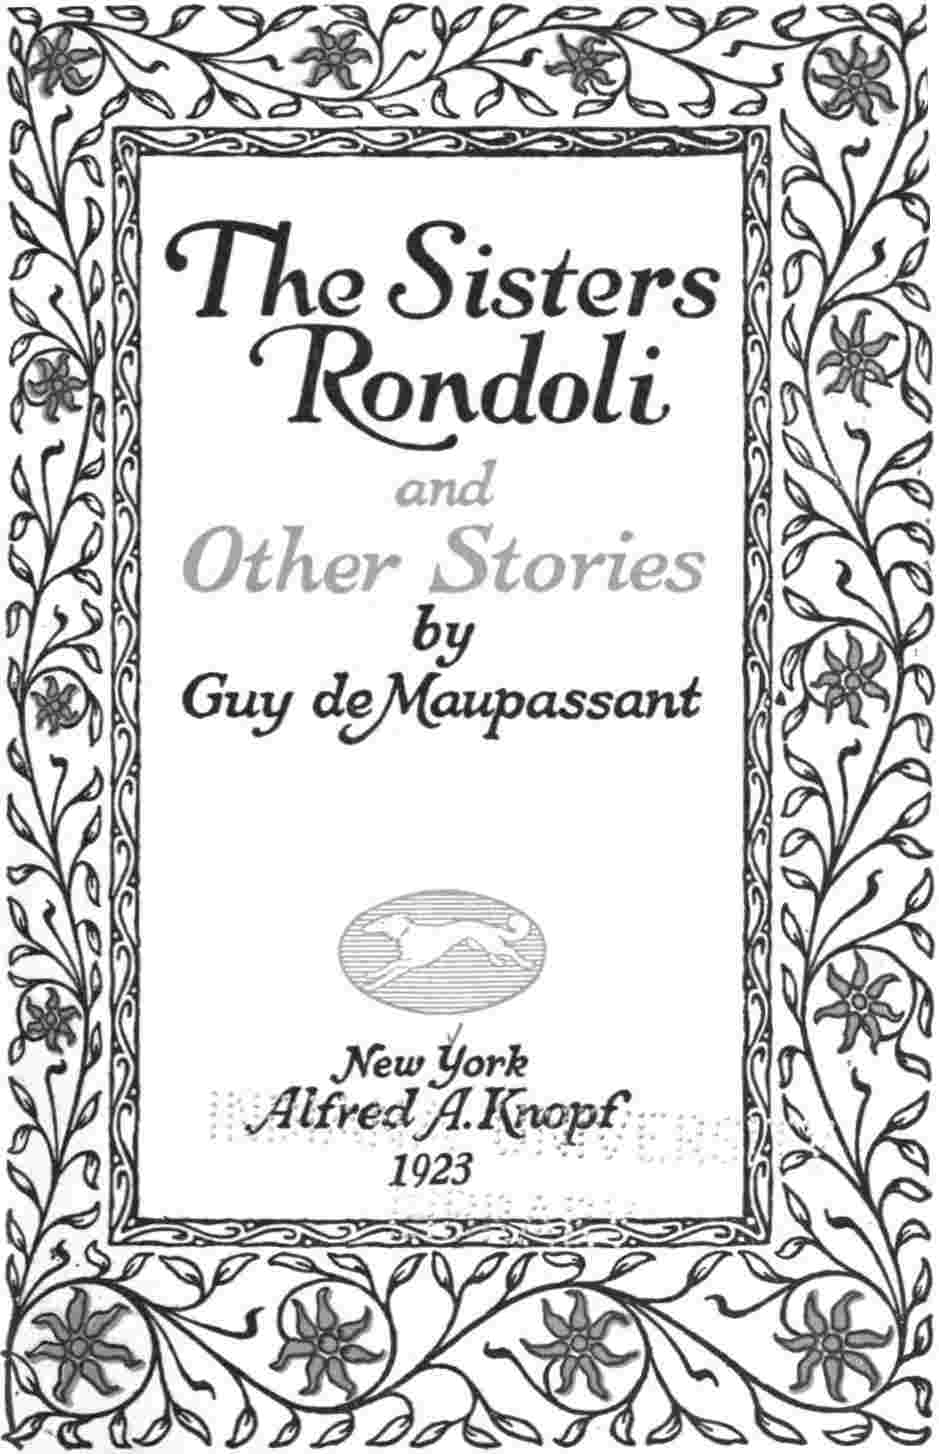 The Sisters
Rondoli
and
Other Stories
by
Guy de Maupassant
New York
Alfred A. Knopf
1923